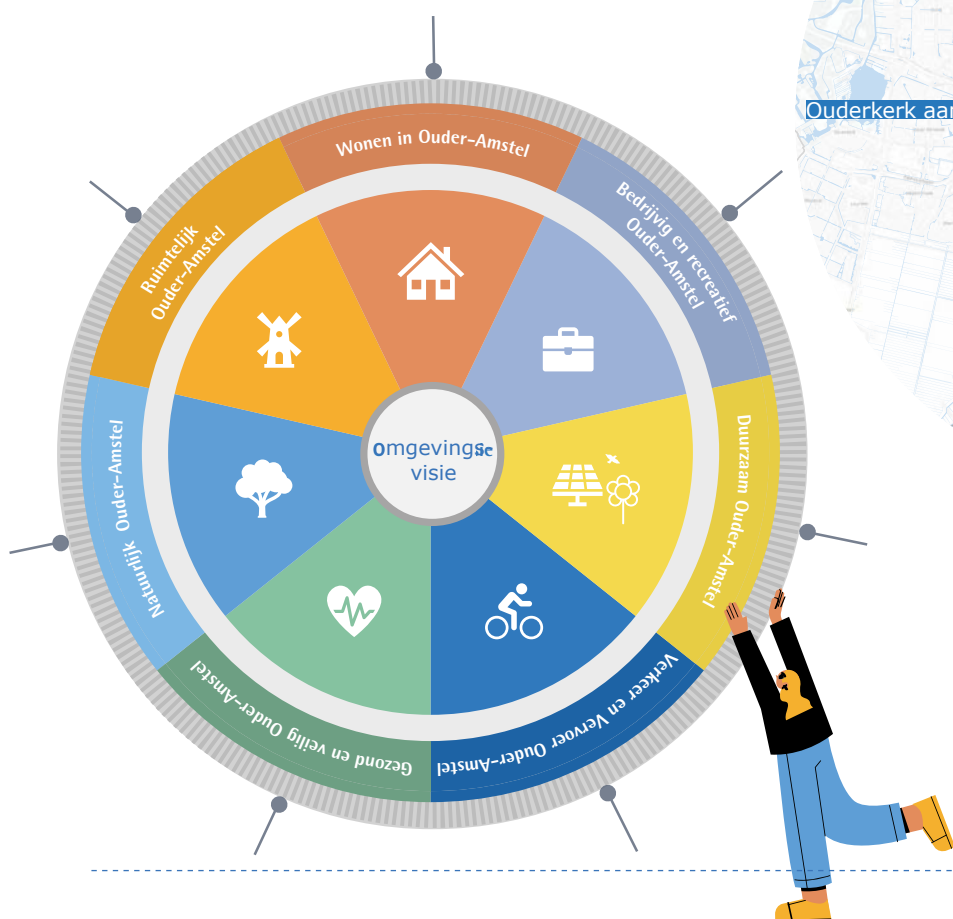 Ouderkerk aan
Wonen in Ouder-Amstel
Bedrijvig en recreatief
Ouder-Amstel
Duurzaam Ouder-Amstel
Verkeer en Vervoer Ouder-Amstel
Gezond en veilig Ouder-Amstel
Natuurlijk Ouder-Amstel
Ruimtelijk
Ouder-Amstel
Omgevings
visie